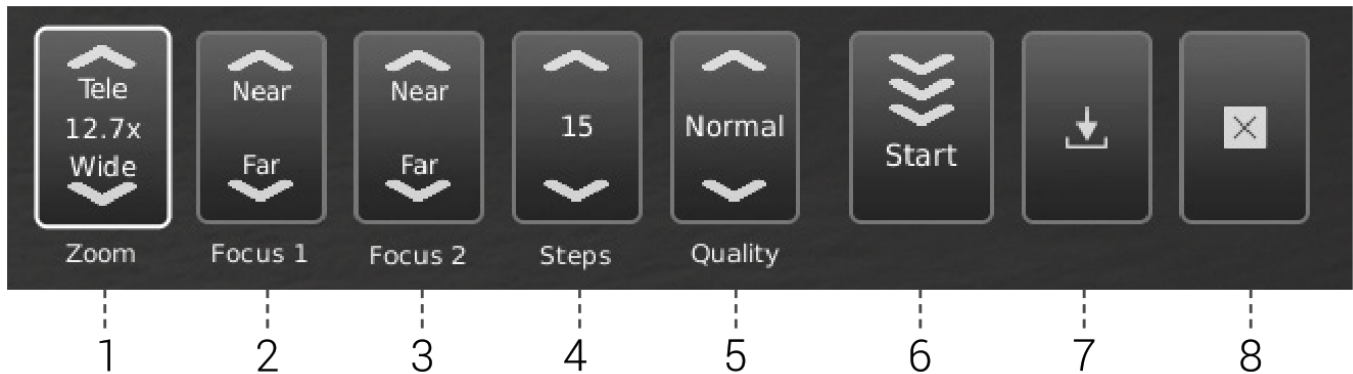 Tele
12.7x
Wide
Near
Far
Near
Far
15
Normal
Start
Zoom
Focus 1
Focus 2
Steps
Quality
1 2 3 4 5 6 7 8